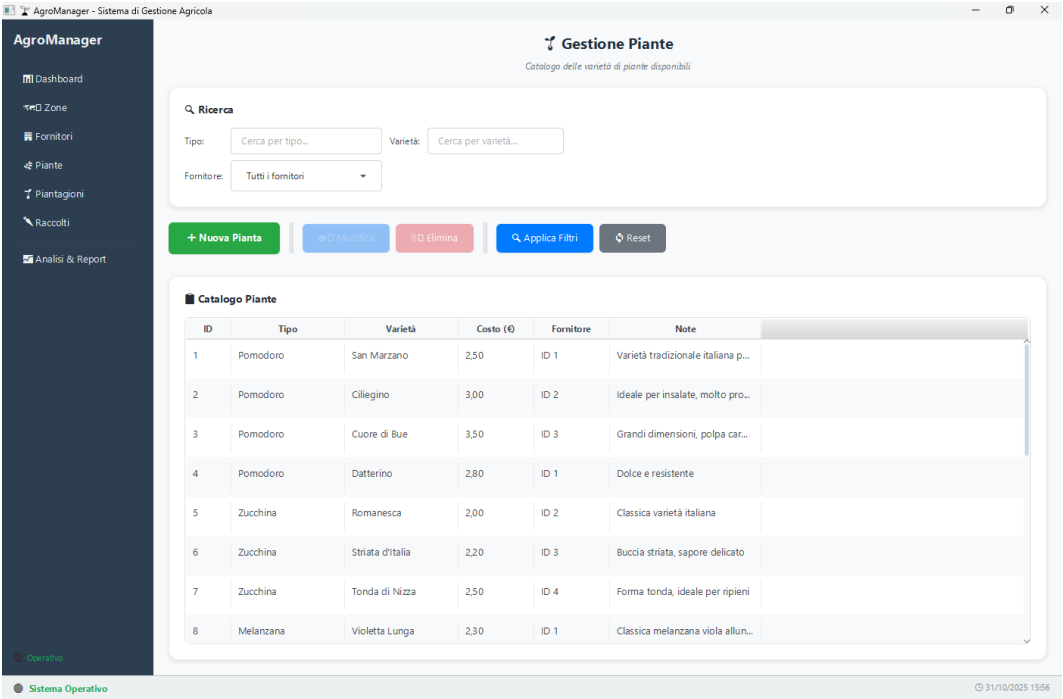 AgroManager - Sistema di Gestione Agricola
AgroManager
Dashboard
Zone
Fornitori
Piante
Piantagioni
Raccolti
Analisi & Report
Operativo
Gestione Piante
Catalogo delle varietà di piante disponibili
Ricerca
Tipo: Cerca per tipo... Varietà: Cerca per varietà...
Fornitore: Tutti i fornitori
+ Nuova Pianta Modifica Elimina Applica Filtri Reset
Catalogo Piante
ID Tipo Varietà Costo (€) Fornitore Note
1 Pomodoro San Marzano 2,50 ID 1 Varietà tradizionale italiana p...
2 Pomodoro Ciliegino 3,00 ID 2 Ideale per insalate, molto pro...
3 Pomodoro Cuore di Bue 3,50 ID 3 Grandi dimensioni, polpa car...
4 Pomodoro Datterino 2,80 ID 1 Dolce e resistente
5 Zucchina Romanesca 2,00 ID 2 Classica varietà italiana
6 Zucchina Striata d'Italia 2,20 ID 3 Buccia striata, sapore delicato
7 Zucchina Tonda di Nizza 2,50 ID 4 Forma tonda, ideale per ripieni
8 Melanzana Violetta Lunga 2,30 ID 1 Classica melanzana viola allun...
Sistema Operativo
31/10/2025 15:56